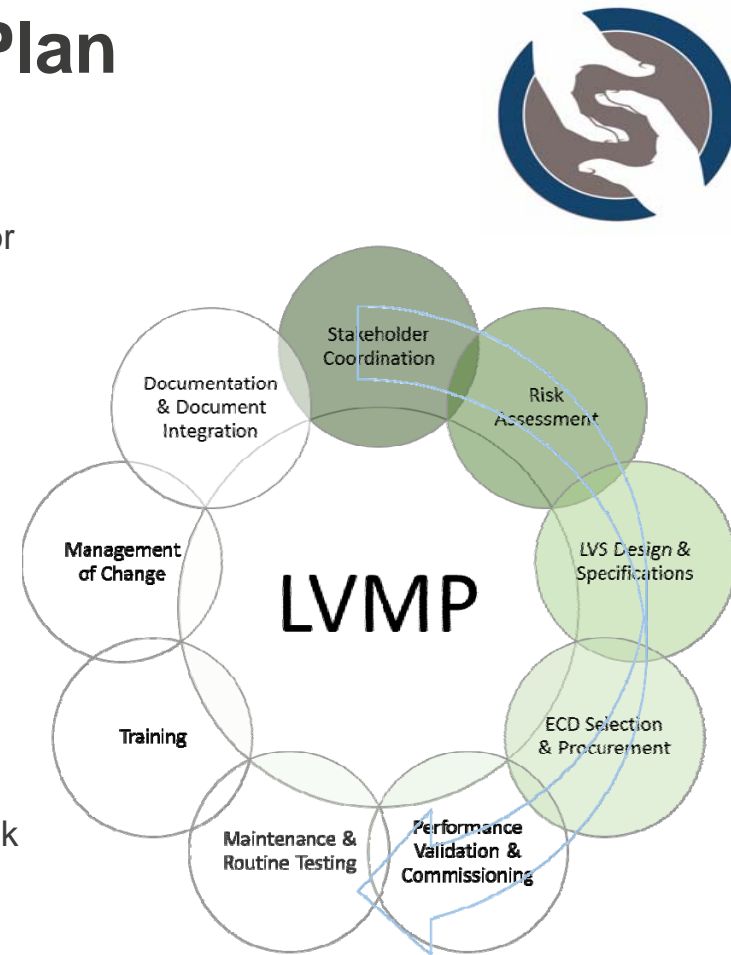 Plan
or
Stakeholder
Coordination
Risk
Assessment
LVS Design &
Specifications
ECD Selection
& Procurement
Performance
Validation &
Commissioning
Maintenance &
Routine Testing
Training
Management
of Change
Documentation
& Document
Integration
LVMP
k